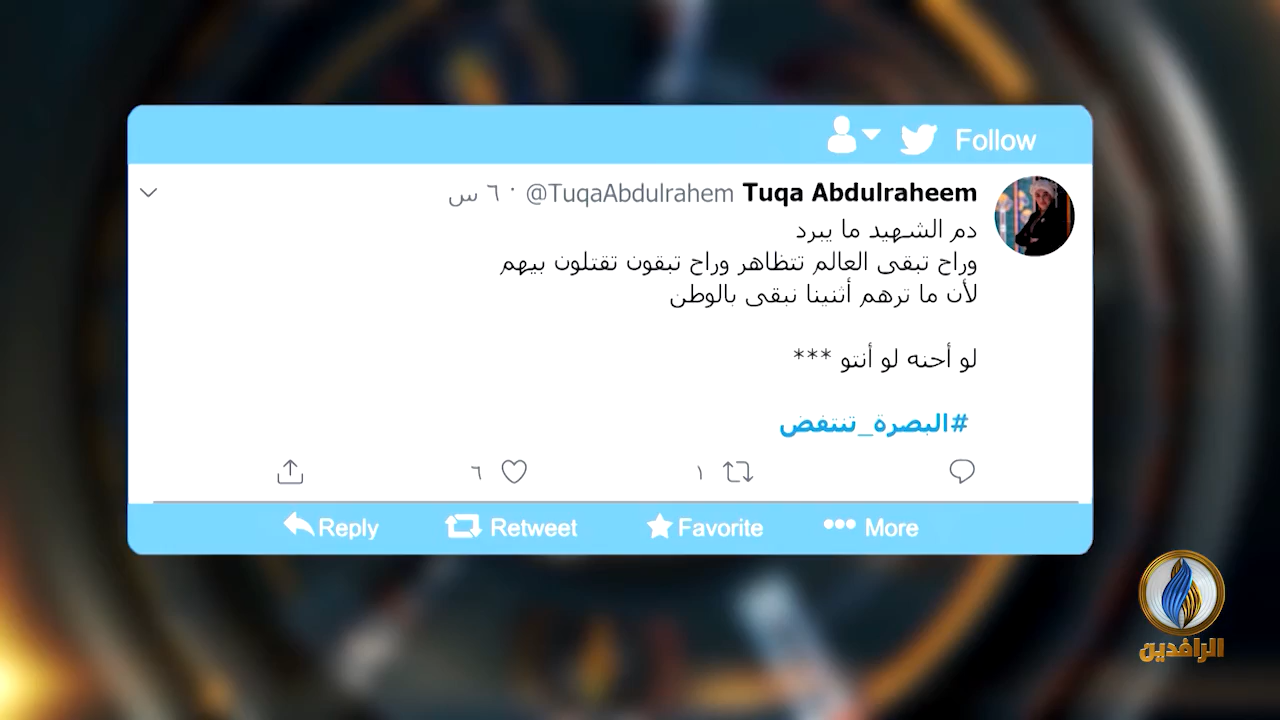 Follow
Tuqa Abdulraheem @TuqaAbdulrahem · ٦ س
دم الشهيد ما يبرد
وراح تبقى العالم تتظاهر وراح تبقون تقتلون بيهم
لأن ما ترهم أثنينا نبقى بالوطن
لو أحنه لو أنتو ***
#البصرة_تنتفض
١ ٦
Reply Retweet Favorite More
الرافدين